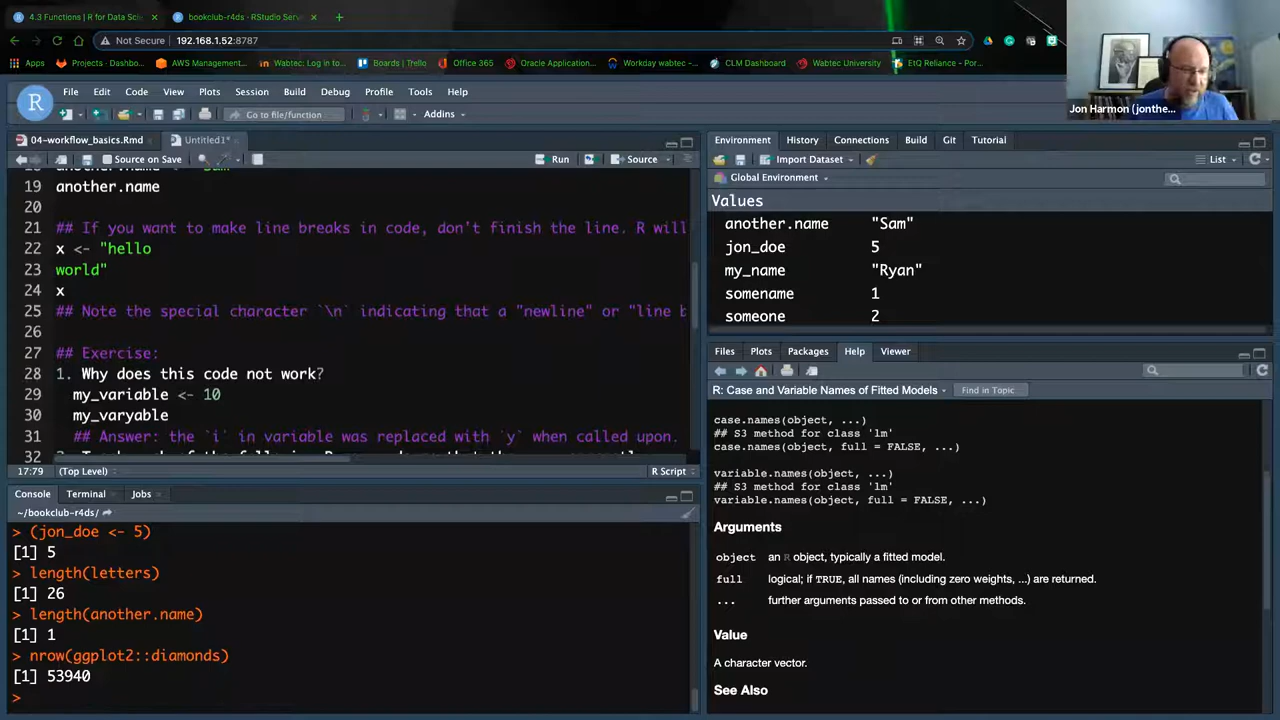 4.3 Functions | R for Data Sci
bookclub-r4ds - RStudio Serve
Not Secure 192.168.1.52:8787
Apps Projects - Dashbo... AWS Management... Wabtec: Log in to... Boards | Trello Office 365 Oracle Application... Workday wabtec -... CLM Dashboard Wabtec University EtQ Reliance - Por...
Jon Harmon (jonthe...
R File Edit Code View Plots Session Build Debug Profile Tools Help
Go to file/function Addins
04-workflow_basics.Rmd Untitled1*
Source on Save Run Source
19 another.name
20
21 ## If you want to make line breaks in code, don't finish the line. R will
22 x <- "hello
23 world"
24 x
25 ## Note the special character `\n` indicating that a "newline" or "line b
26
27 ## Exercise:
28 1. Why does this code not work?
29 my_variable <- 10
30 my_varyable
31 ## Answer: the `i` in variable was replaced with `y` when called upon.
32
17:79 (Top Level) R Script
Console Terminal Jobs
~/bookclub-r4ds/
> (jon_doe <- 5)
[1] 5
> length(letters)
[1] 26
> length(another.name)
[1] 1
> nrow(ggplot2::diamonds)
[1] 53940
>
Environment History Connections Build Git Tutorial
Import Dataset List
Global Environment
Values
another.name "Sam"
jon_doe 5
my_name "Ryan"
somename 1
someone 2
Files Plots Packages Help Viewer
R: Case and Variable Names of Fitted Models Find in Topic
case.names(object, ...)
## S3 method for class 'lm'
case.names(object, full = FALSE, ...)
variable.names(object, ...)
## S3 method for class 'lm'
variable.names(object, full = FALSE, ...)
Arguments
object an R object, typically a fitted model.
full logical; if TRUE, all names (including zero weights, ...) are returned.
... further arguments passed to or from other methods.
Value
A character vector.
See Also